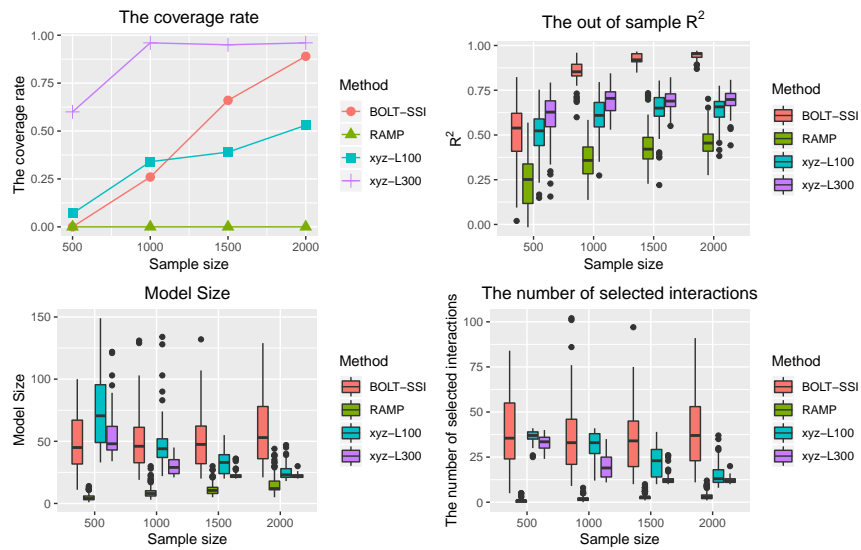 The coverage rate
The coverage rate
1.00
0.75
0.50
0.25
0.00
500 1000 1500 2000
Sample size
Method
BOLT-SSI
RAMP
xyz-L100
xyz-L300
The out of sample R²
R²
1.00
0.75
0.50
0.25
0.00
500 1000 1500 2000
Sample size
Method
BOLT-SSI
RAMP
xyz-L100
xyz-L300
Model Size
Model Size
150
100
50
0
500 1000 1500 2000
Sample size
Method
BOLT-SSI
RAMP
xyz-L100
xyz-L300
The number of selected interactions
The number of selected interactions
100
75
50
25
0
500 1000 1500 2000
Sample size
Method
BOLT-SSI
RAMP
xyz-L100
xyz-L300